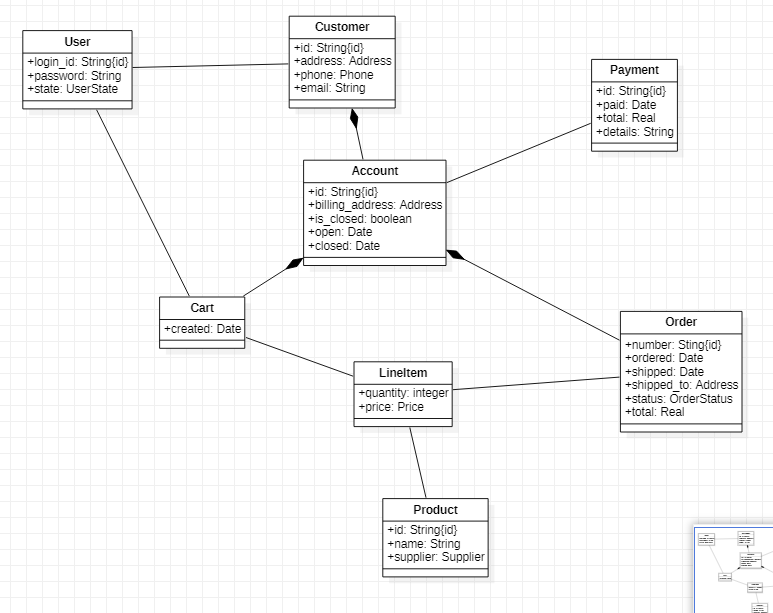 User
+login_id: String{id}
+password: String
+state: UserState
Customer
+id: String{id}
+address: Address
+phone: Phone
+email: String
Payment
+id: String{id}
+paid: Date
+total: Real
+details: String
Account
+id: String{id}
+billing_address: Address
+is_closed: boolean
+open: Date
+closed: Date
Cart
+created: Date
Order
+number: Sting{id}
+ordered: Date
+shipped: Date
+shipped_to: Address
+status: OrderStatus
+total: Real
LineItem
+quantity: integer
+price: Price
Product
+id: String{id}
+name: String
+supplier: Supplier